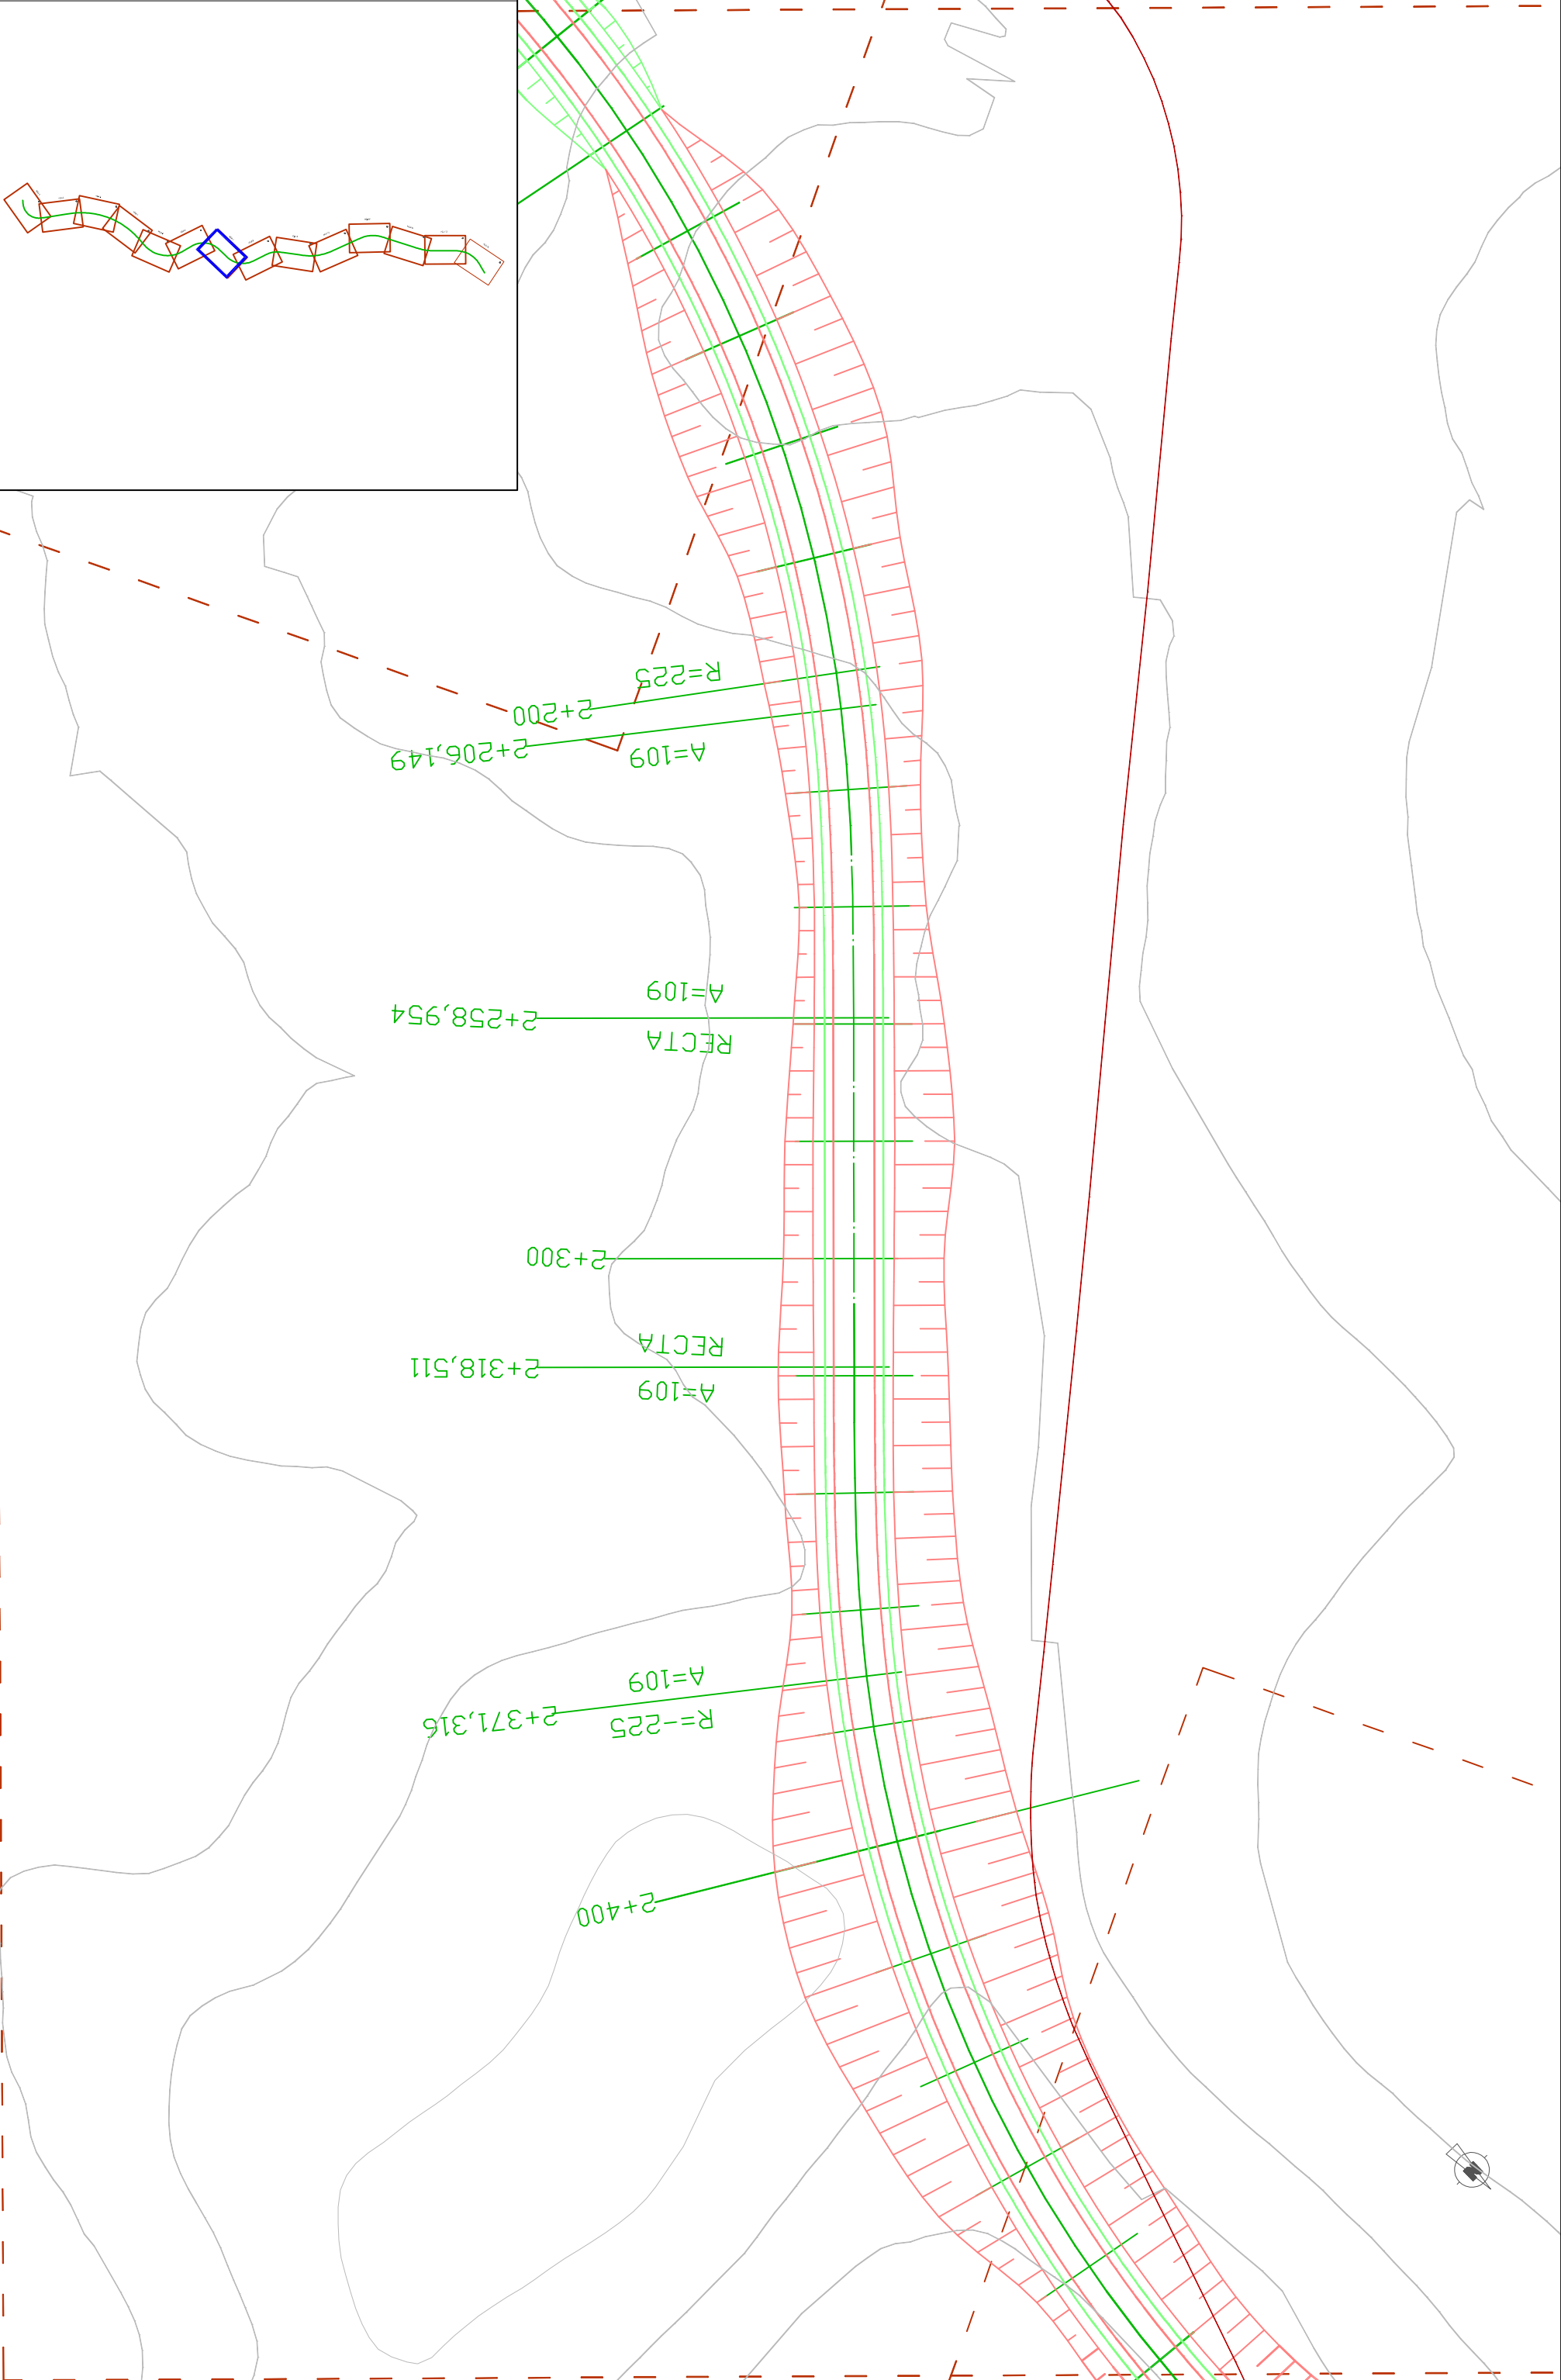 R=225
2+200
2+206,149
A=109
A=109
2+258,954
RECTA
2+300
RECTA
2+318,511
A=109
A=109
2+371,316
R=-225
2+400
N